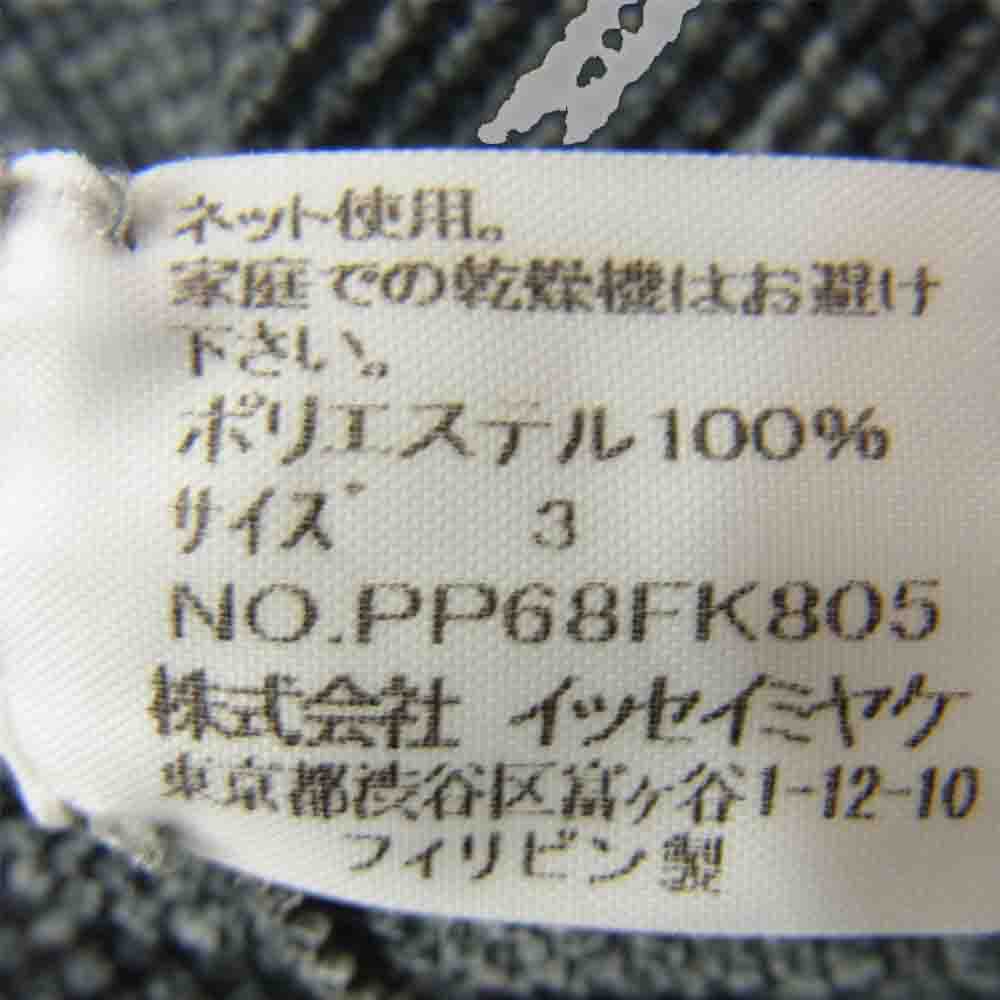 ネット使用。
家庭での乾燥機はお避け
下さい。
ポリエステル100%
サイズ 3
NO.PP68FK805
株式会社 イッセイミヤケ
東京都渋谷区富ヶ谷1-12-10
フィリピン製